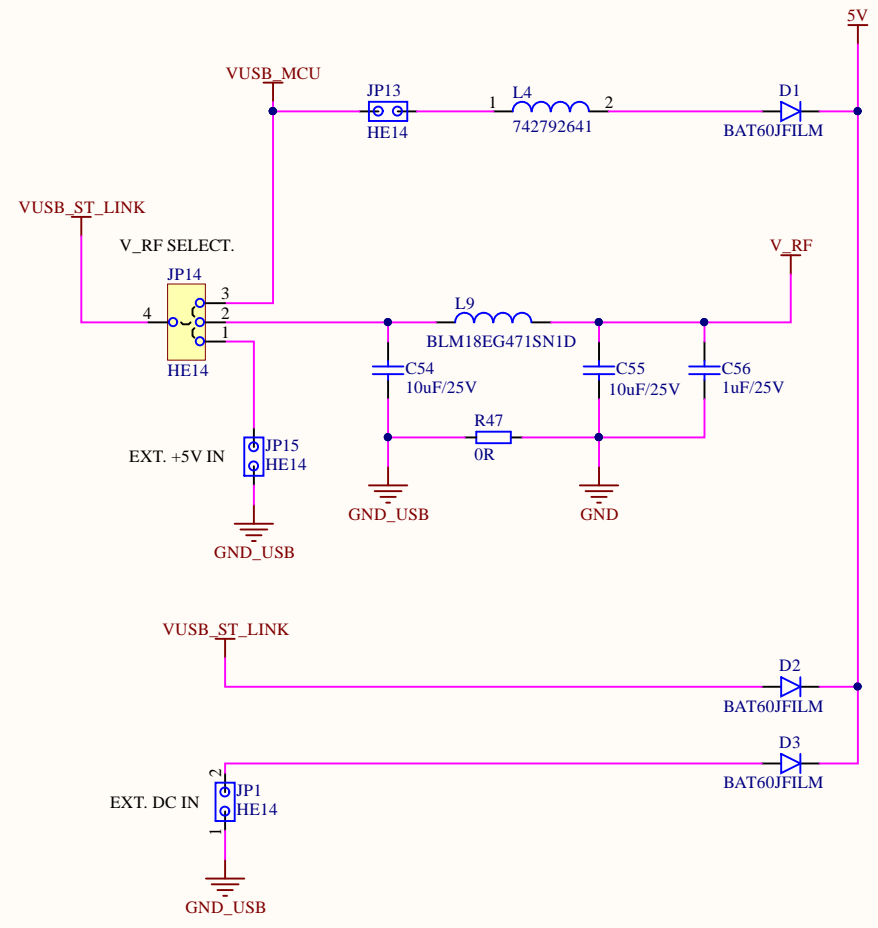 5V
VUSB_MCU
JP13
HE14
1
L4
2
742792641
D1
BAT60JFILM
VUSB_ST_LINK
V_RF SELECT.
JP14
4
3
2
1
HE14
V_RF
L9
BLM18EG471SN1D
C54
10uF/25V
C55
10uF/25V
C56
1uF/25V
R47
0R
EXT. +5V IN
JP15
HE14
GND_USB
GND_USB
GND
VUSB_ST_LINK
D2
BAT60JFILM
D3
BAT60JFILM
2
EXT. DC IN
JP1
HE14
1
GND_USB